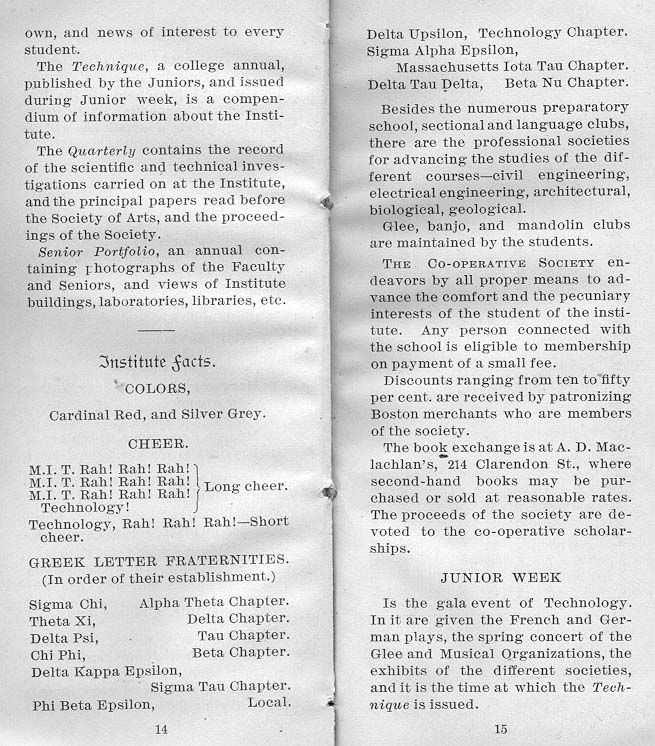 own, and news of interest to every
student.
The Technique, a college annual,
published by the Juniors, and issued
during Junior week, is a compen-
dium of information about the Insti-
tute.
The Quarterly contains the record
of the scientific and technical inves-
tigations carried on at the Institute,
and the principal papers read before
the Society of Arts, and the proceed-
ings of the Society.
Senior Portfolio, an annual con-
taining photographs of the Faculty
and Seniors, and views of Institute
buildings, laboratories, libraries, etc.
Institute Facts.
COLORS,
Cardinal Red, and Silver Grey.
CHEER.
M.I. T. Rah! Rah! Rah!
M.I. T. Rah! Rah! Rah!
M.I. T. Rah! Rah! Rah!
Technology!
Long cheer.
Technology, Rah! Rah! Rah!—Short
cheer.
GREEK LETTER FRATERNITIES.
(In order of their establishment.)
Sigma Chi, Alpha Theta Chapter.
Theta Xi, Delta Chapter.
Delta Psi, Tau Chapter.
Chi Phi, Beta Chapter.
Delta Kappa Epsilon,
Sigma Tau Chapter.
Phi Beta Epsilon, Local.
14
Delta Upsilon, Technology Chapter.
Sigma Alpha Epsilon,
Massachusetts Iota Tau Chapter.
Delta Tau Delta, Beta Nu Chapter.
Besides the numerous preparatory
school, sectional and language clubs,
there are the professional societies
for advancing the studies of the dif-
ferent courses—civil engineering,
electrical engineering, architectural,
biological, geological.
Glee, banjo, and mandolin clubs
are maintained by the students.
THE CO-OPERATIVE SOCIETY en-
deavors by all proper means to ad-
vance the comfort and the pecuniary
interests of the student of the insti-
tute. Any person connected with
the school is eligible to membership
on payment of a small fee.
Discounts ranging from ten to fifty
per cent. are received by patronizing
Boston merchants who are members
of the society.
The book exchange is at A. D. Mac-
lachlan's, 214 Clarendon St., where
second-hand books may be pur-
chased or sold at reasonable rates.
The proceeds of the society are de-
voted to the co-operative scholar-
ships.
JUNIOR WEEK
Is the gala event of Technology.
In it are given the French and Ger-
man plays, the spring concert of the
Glee and Musical Organizations, the
exhibits of the different societies,
and it is the time at which the Tech-
nique is issued.
15